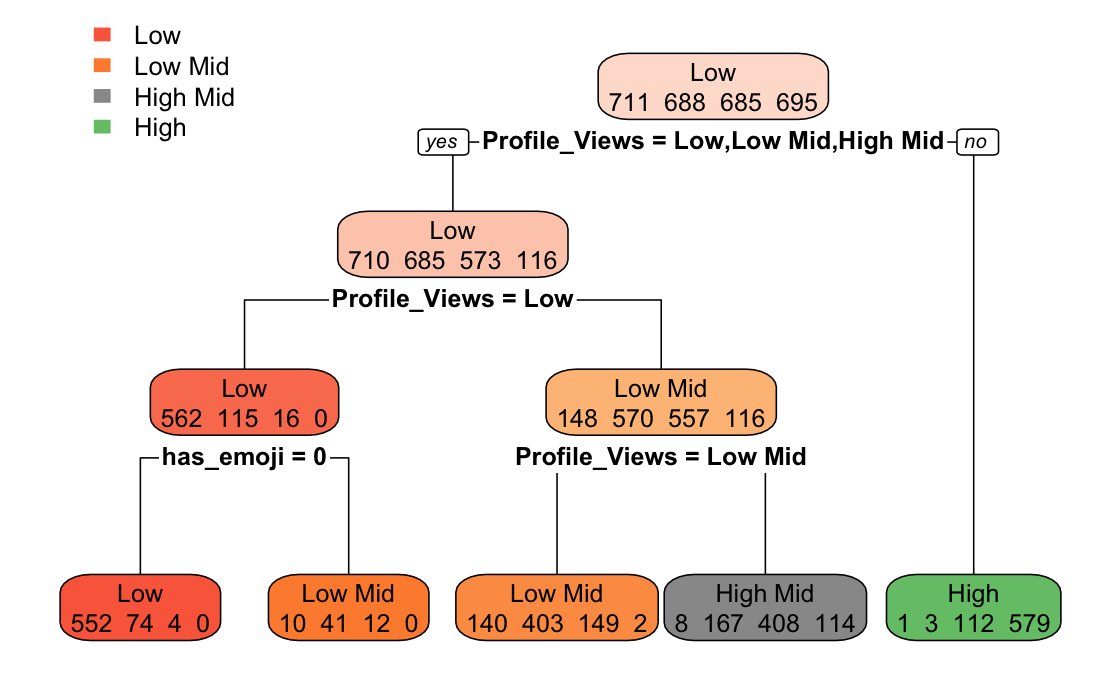 Low
Low Mid
High Mid
High
Low
711 688 685 695
yes Profile_Views = Low,Low Mid,High Mid no
Low
710 685 573 116
Profile_Views = Low
Low
562 115 16 0
Low Mid
148 570 557 116
has_emoji = 0
Profile_Views = Low Mid
Low
552 74 4 0
Low Mid
10 41 12 0
Low Mid
140 403 149 2
High Mid
8 167 408 114
High
1 3 112 579